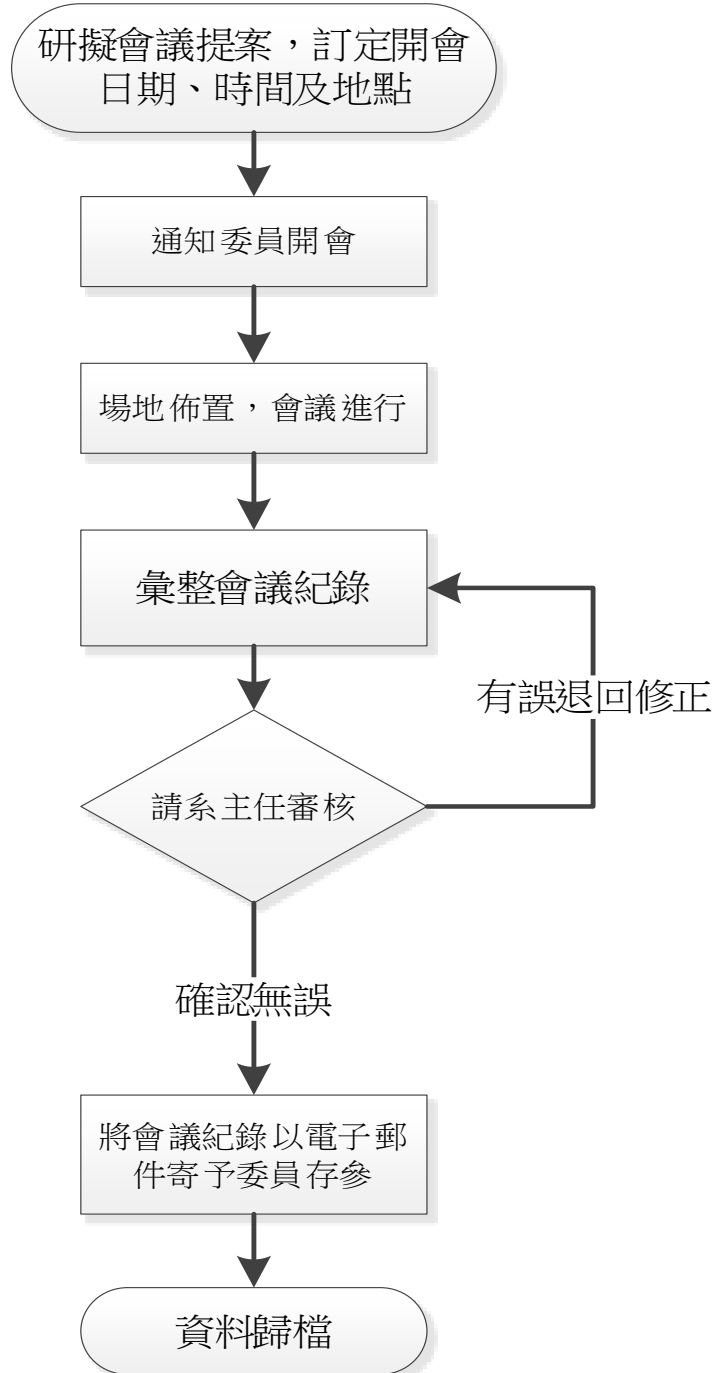 研擬會議提案，訂定開會
日期、時間及地點
通知委員開會
場地佈置，會議進行
彙整會議紀錄
有誤退回修正
請系主任審核
確認無誤
將會議紀錄以電子郵
件寄予委員存參
資料歸檔